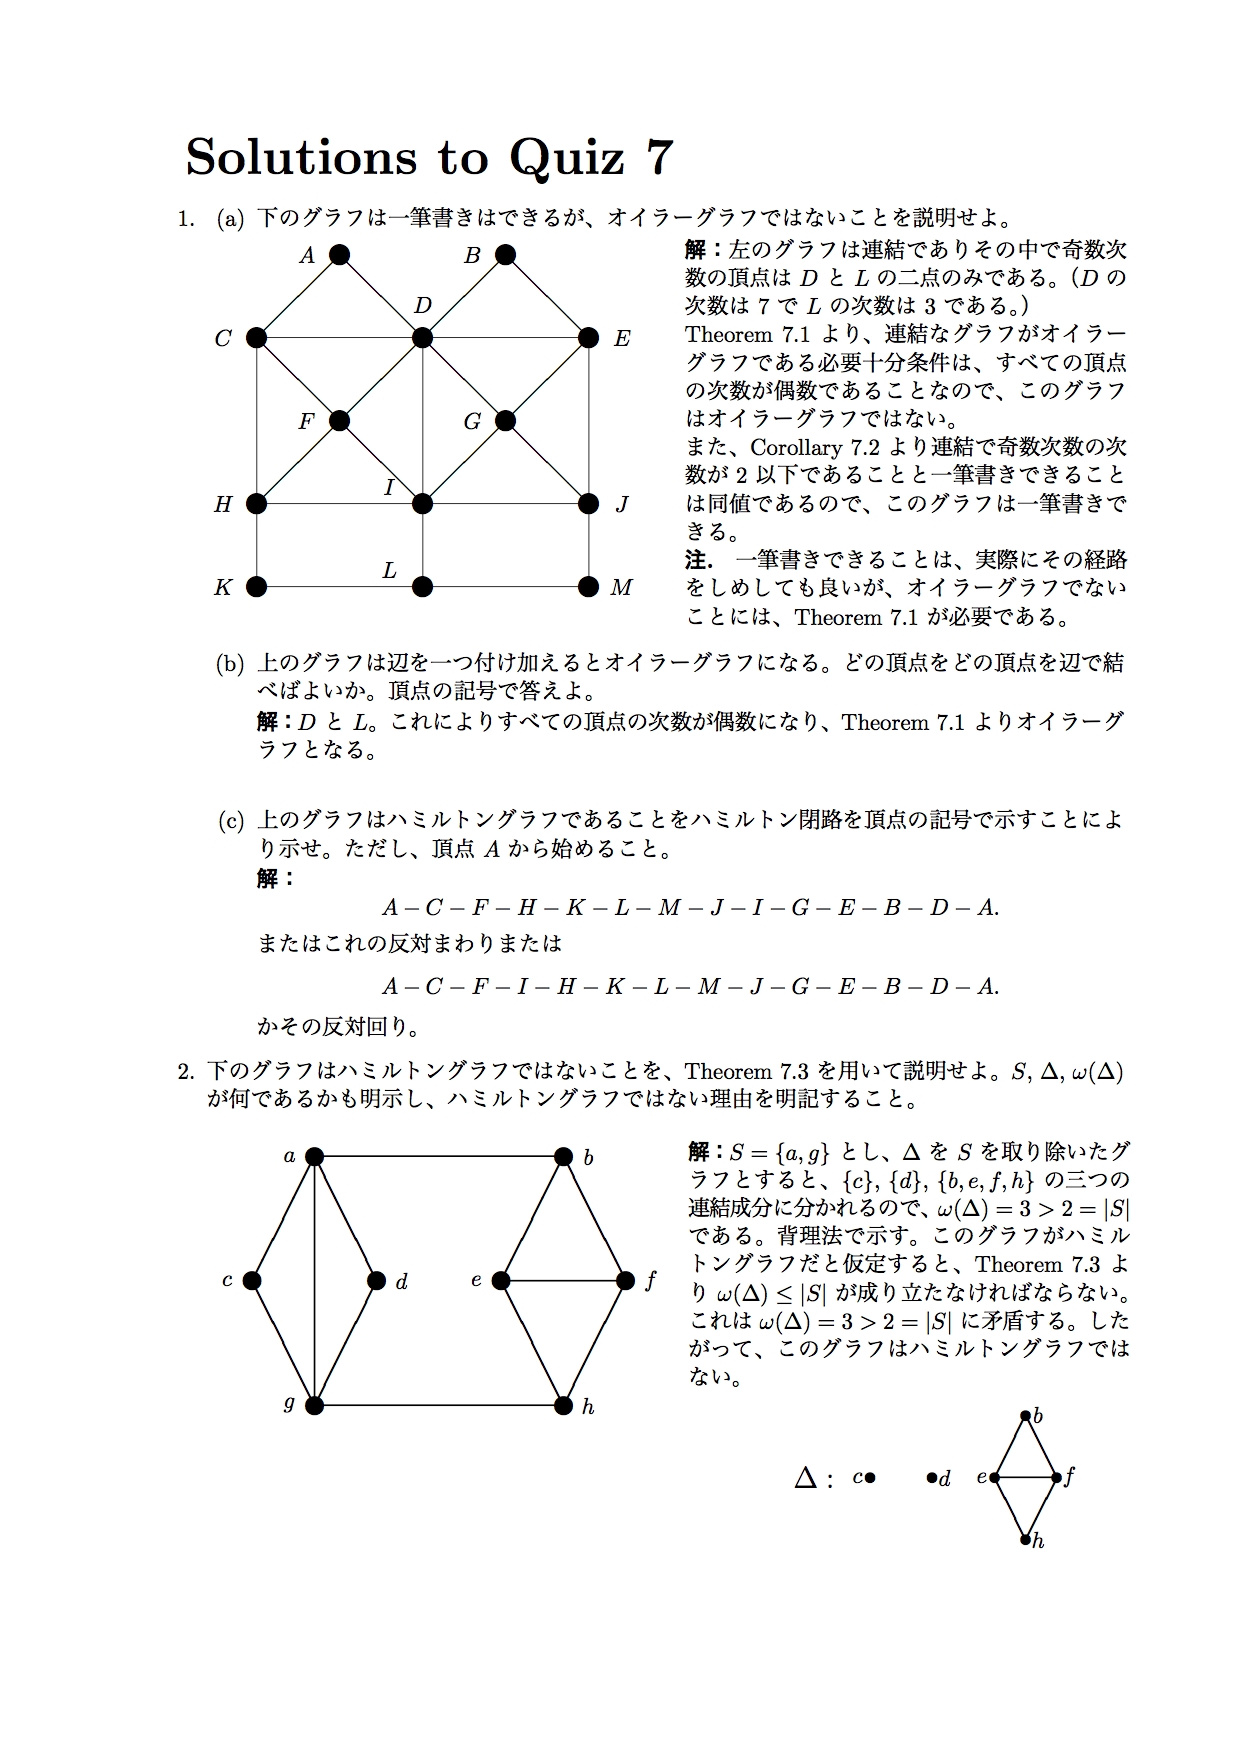 Solutions to Quiz 7
1. (a) 下のグラフは一筆書きはできるが、オイラーグラフではないことを説明せよ。
A B
D
C E
F G
I
H J
L
K M
解：左のグラフは連結でありその中で奇数次
数の頂点は D と L の二点のみである。（D の
次数は 7 で L の次数は 3 である。）
Theorem 7.1 より、連結なグラフがオイラー
グラフである必要十分条件は、すべての頂点
の次数が偶数であることなので、このグラフ
はオイラーグラフではない。
また、Corollary 7.2 より連結で奇数次数の次
数が 2 以下であることと一筆書きできること
は同値であるので、このグラフは一筆書きで
きる。
注. 一筆書きできることは、実際にその経路
をしめしても良いが、オイラーグラフでない
ことには、Theorem 7.1 が必要である。
(b) 上のグラフは辺を一つ付け加えるとオイラーグラフになる。どの頂点をどの頂点を辺で結
べばよいか。頂点の記号で答えよ。
解：D と L。これによりすべての頂点の次数が偶数になり、Theorem 7.1 よりオイラーグ
ラフとなる。
(c) 上のグラフはハミルトングラフであることをハミルトン閉路を頂点の記号で示すことによ
り示せ。ただし、頂点 A から始めること。
解：
A − C − F − H − K − L − M − J − I − G − E − B − D − A.
またはこれの反対まわりまたは
A − C − F − I − H − K − L − M − J − G − E − B − D − A.
かその反対回り。
2. 下のグラフはハミルトングラフではないことを、Theorem 7.3 を用いて説明せよ。S, Δ, ω(Δ)
が何であるかも明示し、ハミルトングラフではない理由を明記すること。
a b
c d e f
g h
解：S = {a, g} とし、Δ を S を取り除いたグ
ラフとすると、{c}, {d}, {b, e, f, h} の三つの
連結成分に分かれるので、ω(Δ) = 3 > 2 = |S|
である。背理法で示す。このグラフがハミル
トングラフだと仮定すると、Theorem 7.3 よ
り ω(Δ) ≤ |S| が成り立たなければならない。
これは ω(Δ) = 3 > 2 = |S| に矛盾する。した
がって、このグラフはハミルトングラフでは
ない。
b
Δ : c d e f
h